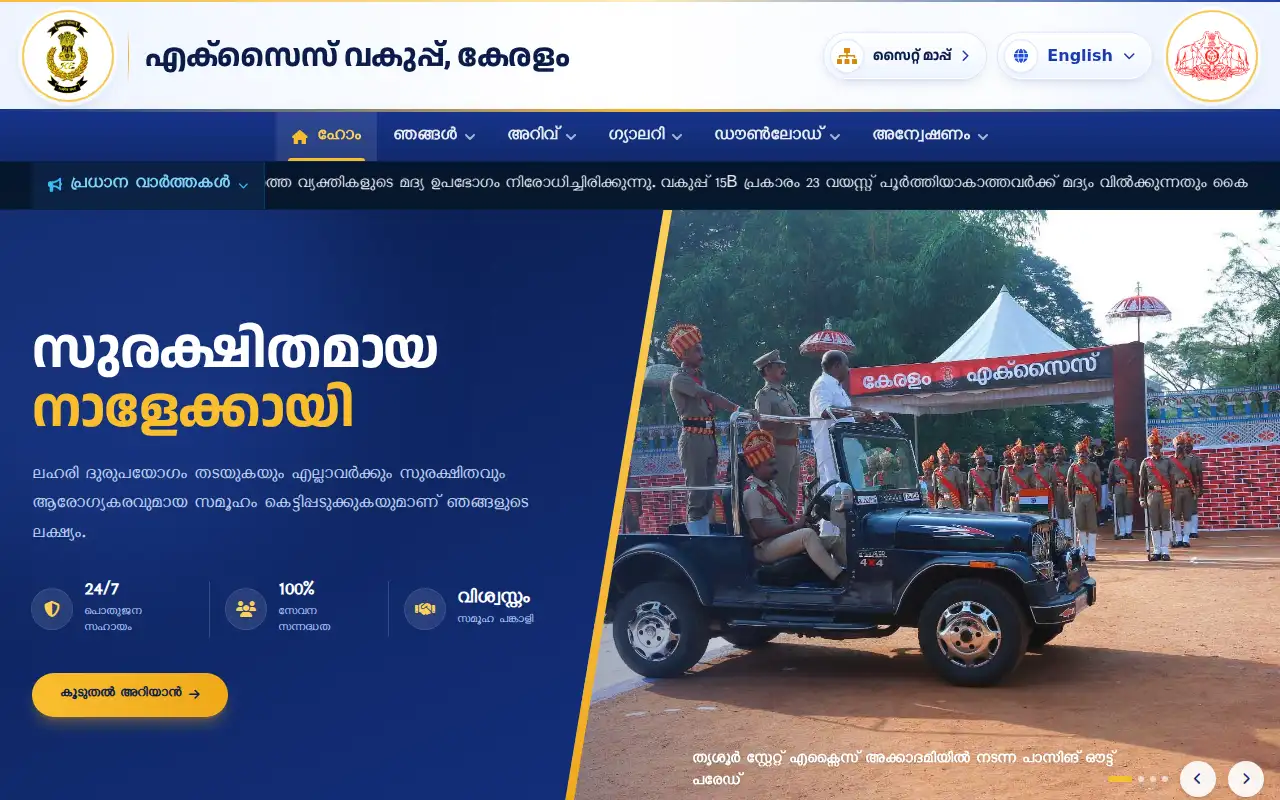 എക്സൈസ് വകുപ്പ്, കേരളം
സൈറ്റ് മാപ്പ്
English
ഹോം
ഞങ്ങൾ
അറിവ്
ഗ്യാലറി
ഡൗൺലോഡ്
അന്വേഷണം
പ്രധാന വാർത്തകൾ
ത്ത വ്യക്തികളുടെ മദ്യ ഉപഭോഗം നിരോധിച്ചിരിക്കുന്നു. വകുപ്പ് 15B പ്രകാരം 23 വയസ്സ് പൂർത്തിയാകാത്തവർക്ക് മദ്യം വിൽക്കുന്നതും കൈ
സുരക്ഷിതമായ
നാളേക്കായി
ലഹരി ദുരുപയോഗം തടയുകയും എല്ലാവർക്കും സുരക്ഷിതവും
ആരോഗ്യകരവുമായ സമൂഹം കെട്ടിപ്പടുക്കുകയുമാണ് ഞങ്ങളുടെ
ലക്ഷ്യം.
24/7
പൊതുജന
സഹായം
100%
സേവന
സന്നദ്ധത
വിശ്വസ്തം
സമൂഹ പങ്കാളി
കൂടുതൽ അറിയാൻ
കേരളം എക്സൈസ്
THAR
4X4
തൃശൂർ സ്റ്റേറ്റ് എക്സൈസ് അക്കാദമിയിൽ നടന്ന പാസിങ് ഔട്ട്
പരേഡ്